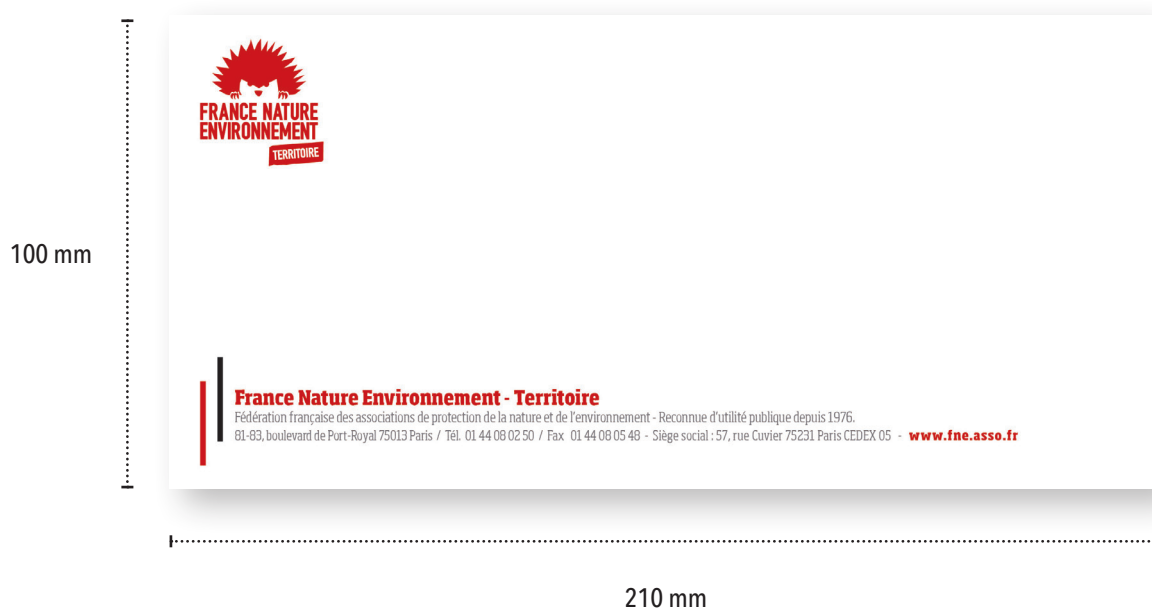 FRANCE NATURE
ENVIRONNEMENT
TERRITOIRE
100 mm
France Nature Environnement - Territoire
Fédération française des associations de protection de la nature et de l'environnement - Reconnue d'utilité publique depuis 1976.
81-83, boulevard de Port-Royal 75013 Paris / Tél. 01 44 08 02 50 / Fax 01 44 08 05 48 - Siège social : 57, rue Cuvier 75231 Paris CEDEX 05 - www.fne.asso.fr
210 mm